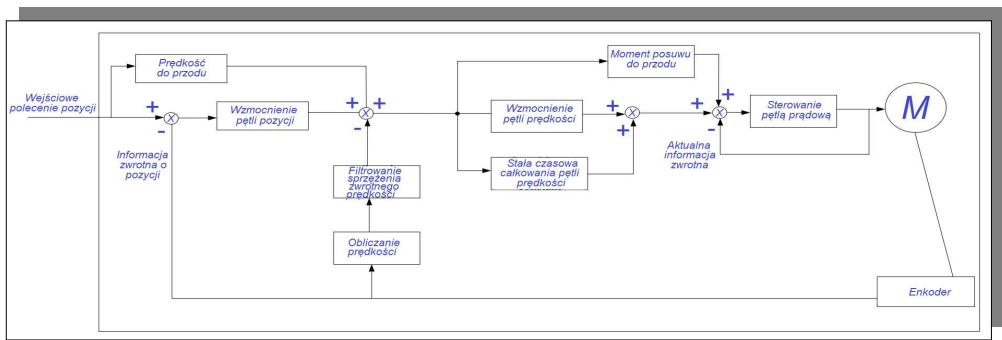 Prędkość
do przodu
Moment posuwu
do przodu
Wejściowe
polecenie pozycji
+
-
Wzmocnienie
pętli pozycji
+
+
-
Wzmocnienie
pętli prędkości
+
+
+
+
-
Sterowanie
pętlą prądową
M
Informacja
zwrotna o
pozycji
Filtrowanie
sprzężenia
zwrotnego
prędkości
Stała czasowa
całkowania pętli
prędkości
Aktualna
informacja
zwrotna
Obliczanie
prędkości
Enkoder